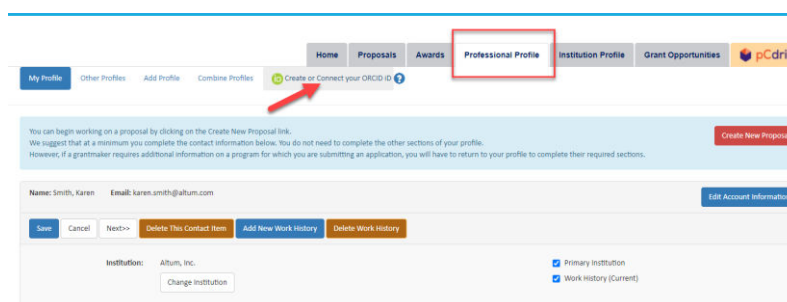 Home Proposals Awards Professional Profile Institution Profile Grant Opportunities pCdri
My Profile Other Profiles Add Profile Combine Profiles iD Create or Connect your ORCID iD ?
You can begin working on a proposal by clicking on the Create New Proposal link.
We suggest that at a minimum you complete the contact information below. You do not need to complete the other sections of your profile.
However, if a grantmaker requires additional information on a program for which you are submitting an application, you will have to return to your profile to complete their required sections.
Create New Proposa
Name: Smith, Karen Email: karen.smith@altum.com
Edit Account Information
Save Cancel Next>> Delete This Contact Item Add New Work History Delete Work History
Institution: Altum, Inc.
Change Institution
Primary Institution
Work History (Current)